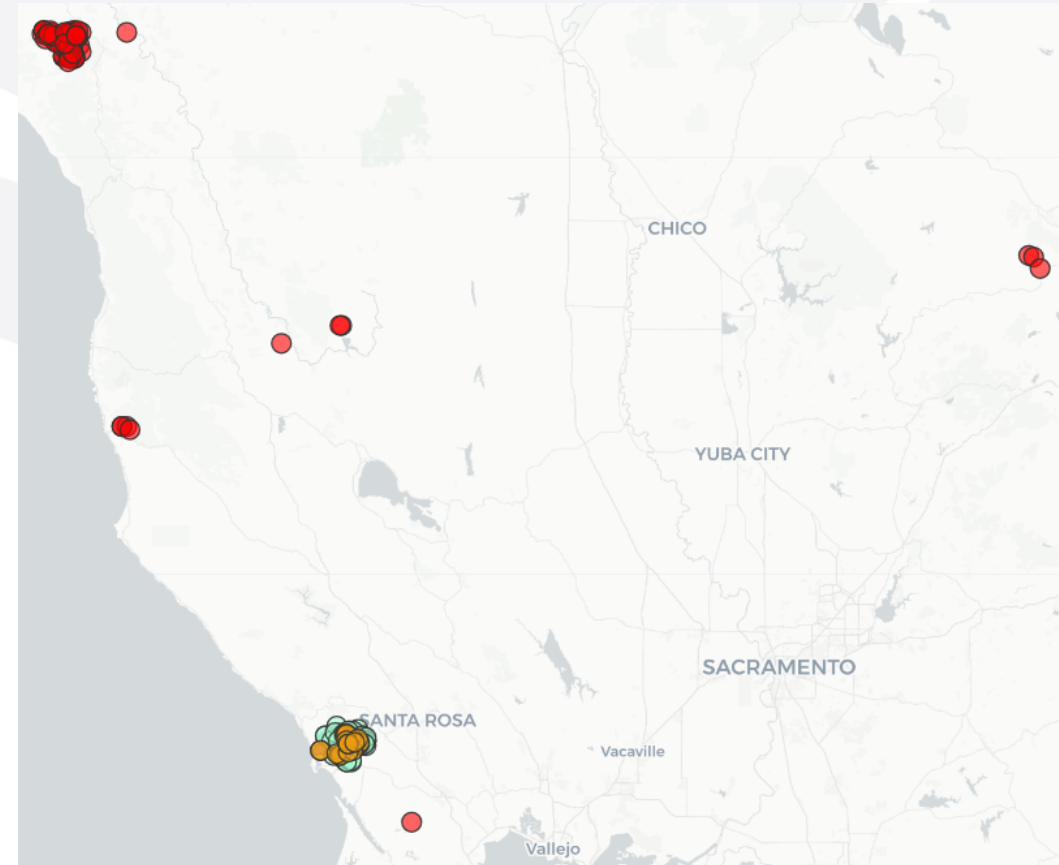 CHICO
YUBA CITY
SACRAMENTO
SANTA ROSA
Vacaville
Vallejo